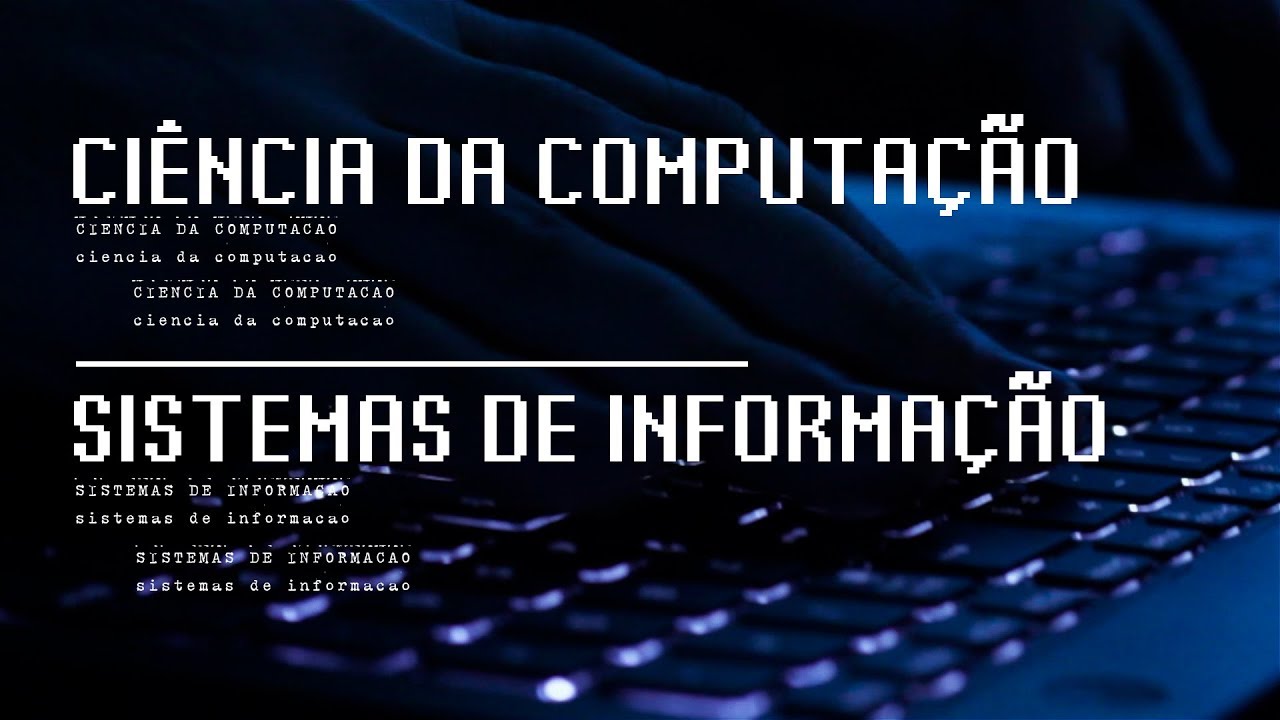 CIÊNCIA DA COMPUTAÇÃO
CIENCIA DA COMPUTACAO
ciencia da computacao
CIENCIA DA COMPUTACAO
ciencia da computacao
SISTEMAS DE INFORMAÇÃO
SISTEMAS DE INFORMACAO
sistemas de informacao
SISTEMAS DE INFORMACAO
sistemas de informacao